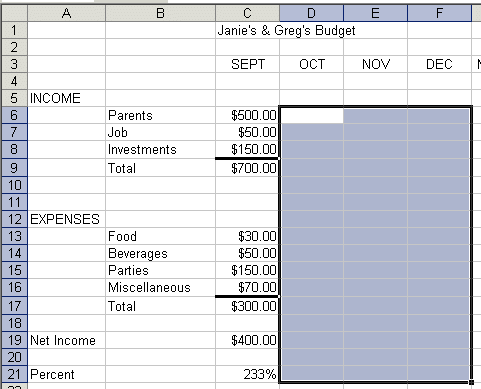 A B C D E F
1 Janie's & Greg's Budget
2
3 SEPT OCT NOV DEC
4
5 INCOME
6 Parents $500.00
7 Job $50.00
8 Investments $150.00
9 Total $700.00
10
11
12 EXPENSES
13 Food $30.00
14 Beverages $50.00
15 Parties $150.00
16 Miscellaneous $70.00
17 Total $300.00
18
19 Net Income $400.00
20
21 Percent 233%